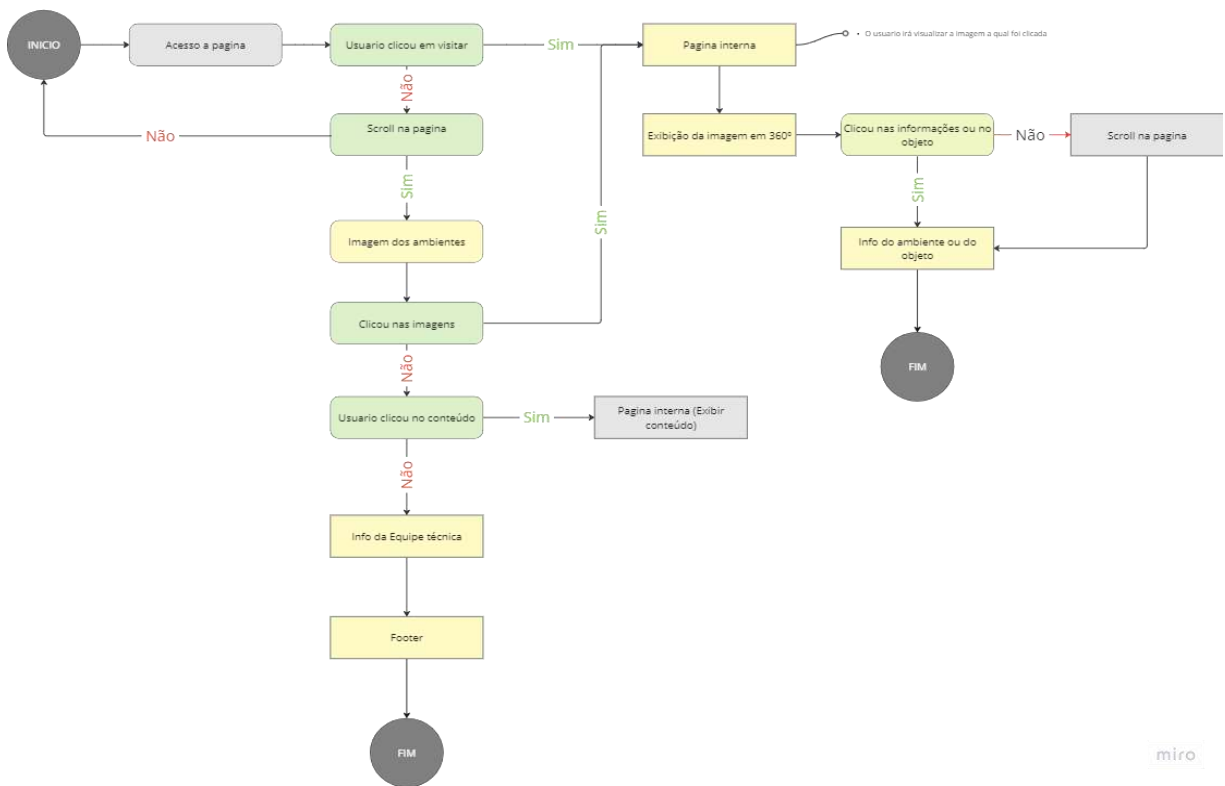 INICIO
Acesso a pagina
Usuario clicou em visitar
Sim
Pagina interna
• O usuario irá visualizar a imagem a qual foi clicada
Não
Não
Scroll na pagina
Exibição da imagem em 360º
Clicou nas informações ou no
objeto
Não
Scroll na pagina
Sim
Sim
Sim
Imagem dos ambientes
Info do ambiente ou do
objeto
Clicou nas imagens
Não
FIM
Usuario clicou no conteúdo
Sim
Pagina interna (Exibir
conteúdo)
Não
Info da Equipe técnica
Footer
FIM
miro